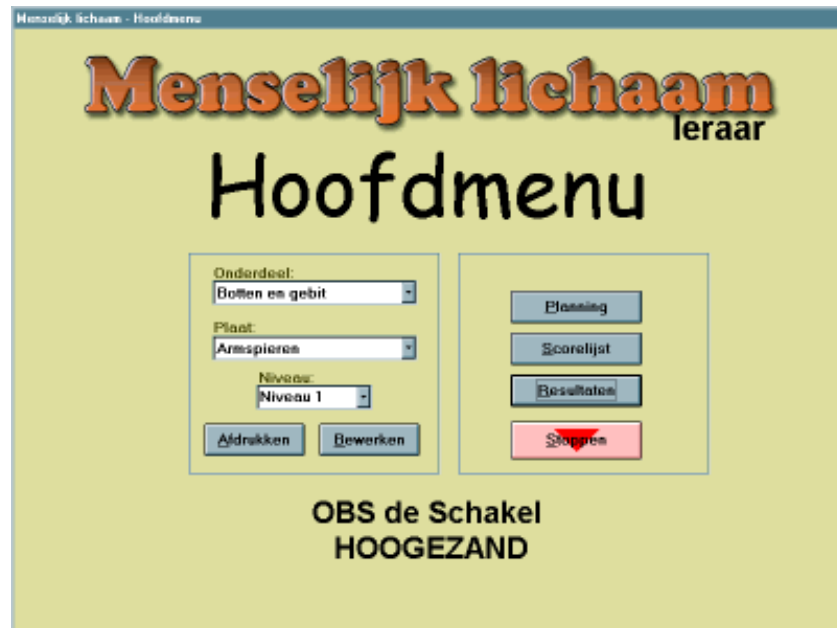 Menselijk lichaam - Hoofdmenu
Menselijk lichaam
leraar
Hoofdmenu
Onderdeel:
Botten en gebit
Plaat:
Armspieren
Niveau:
Niveau 1
Afdrukken
Bewerken
Planning
Scorelijst
Resultaten
Stoppen
OBS de Schakel
HOOGEZAND